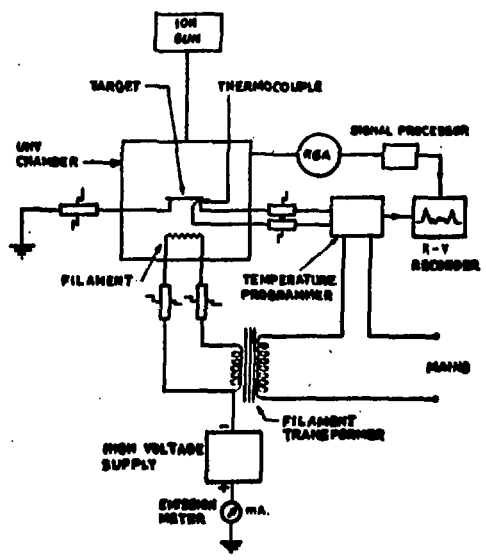 ION
GUN
TARGET
THERMOCOUPLE
SIGNAL PROCESSOR
UHV
CHAMBER
RGA
FILAMENT
TEMPERATURE
PROGRAMMER
X-Y
RECORDER
MAINS
FILAMENT
TRANSFORMER
-
HIGH VOLTAGE
SUPPLY
+
EMISSION
METER
mA.